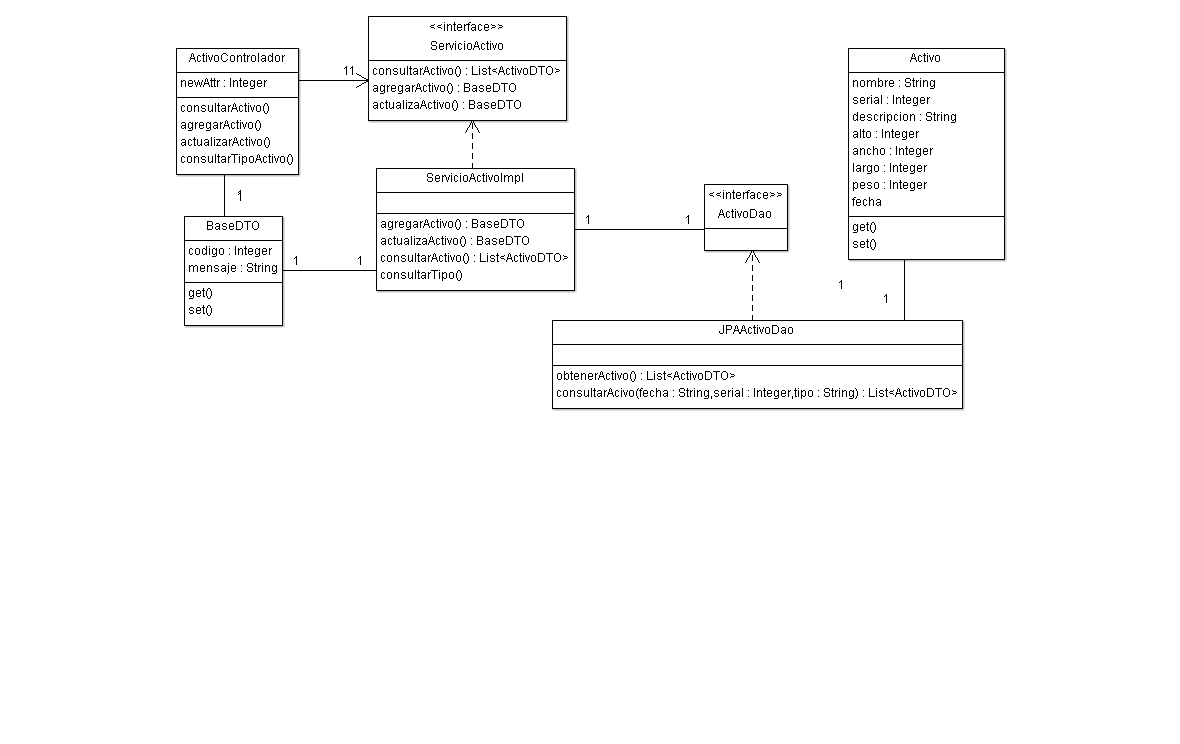 <<interface>>
ServicioActivo
consultarActivo() : List<ActivoDTO>
agregarActivo() : BaseDTO
actualizaActivo() : BaseDTO
ActivoControlador
newAttr : Integer
consultarActivo()
agregarActivo()
actualizarActivo()
consultarTipoActivo()
11
Activo
nombre : String
serial : Integer
descripcion : String
alto : Integer
ancho : Integer
largo : Integer
peso : Integer
fecha
get()
set()
1
BaseDTO
codigo : Integer
mensaje : String
get()
set()
1
1
ServicioActivoImpl
agregarActivo() : BaseDTO
actualizaActivo() : BaseDTO
consultarActivo() : List<ActivoDTO>
consultarTipo()
1
1
<<interface>>
ActivoDao
1
1
JPAActivoDao
obtenerActivo() : List<ActivoDTO>
consultarAcivo(fecha : String,serial : Integer,tipo : String) : List<ActivoDTO>